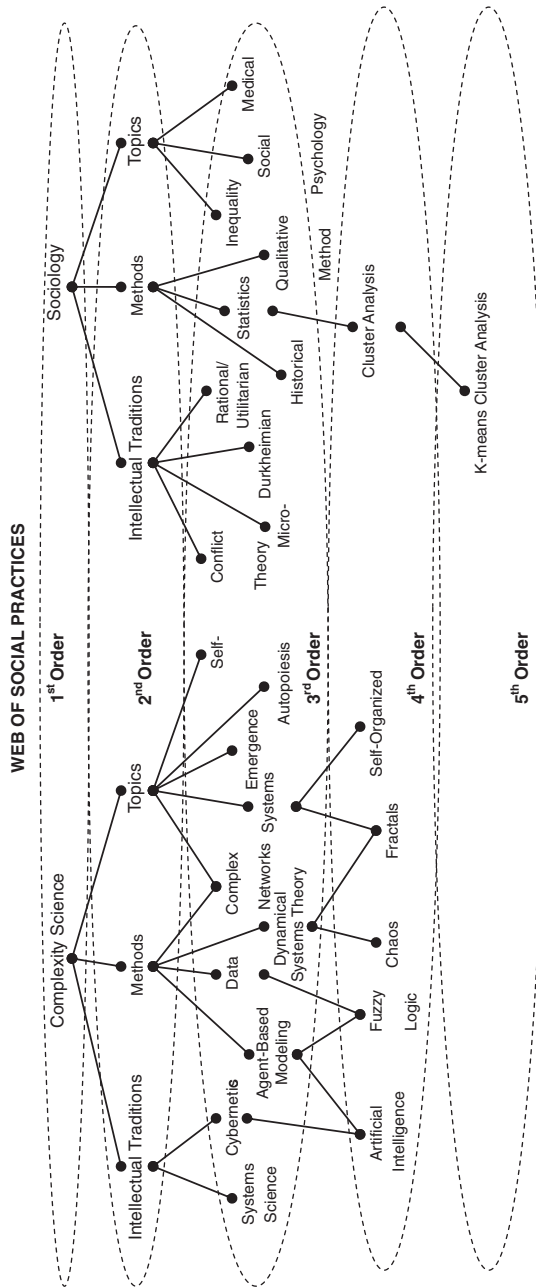 WEB OF SOCIAL PRACTICES
Complexity Science
1st Order
Sociology
Intellectual Traditions
Methods
Topics
2nd Order
Intellectual Traditions
Methods
Topics
Systems
Science
Cybernetic
Agent-Based
Modeling
Data
Networks
Dynamical
Systems Theory
Complex
Systems
Emergence
Autopoiesis
Self-
3rd Order
Conflict
Theory
Micro-
Durkheimian
Rational/
Utilitarian
Historical
Statistics
Qualitative
Method
Inequality
Social
Psychology
Medical
Artificial
Intelligence
Fuzzy
Logic
Chaos
Fractals
Self-Organized
4th Order
Cluster Analysis
5th Order
K-means Cluster Analysis